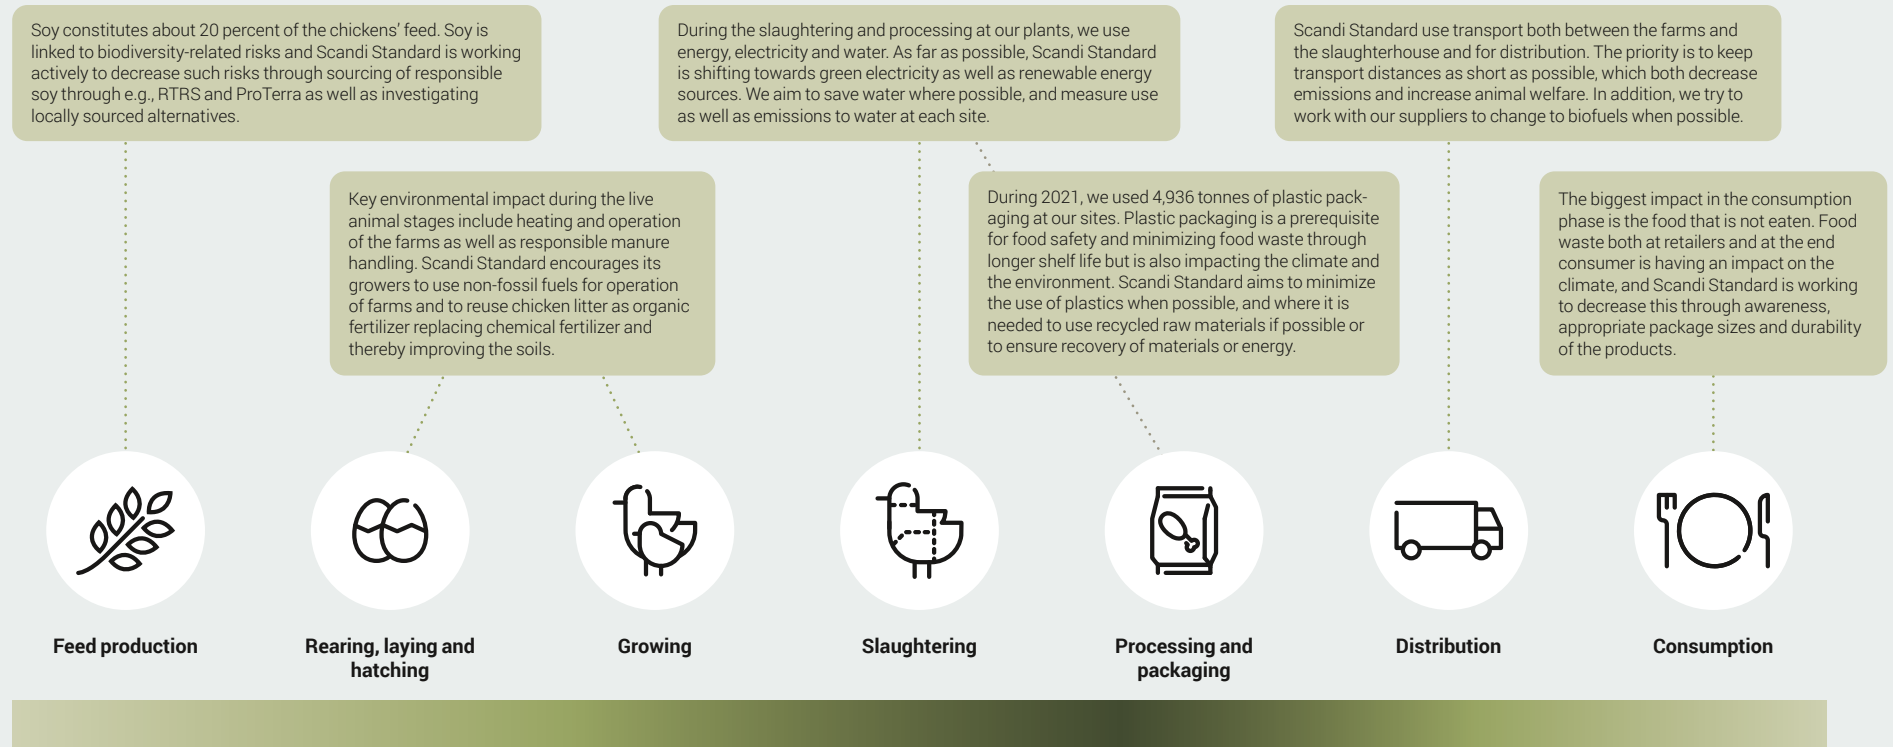 Soy constitutes about 20 percent of the chickens’ feed. Soy is
linked to biodiversity-related risks and Scandi Standard is working
actively to decrease such risks through sourcing of responsible
soy through e.g., RTRS and ProTerra as well as investigating
locally sourced alternatives.
During the slaughtering and processing at our plants, we use
energy, electricity and water. As far as possible, Scandi Standard
is shifting towards green electricity as well as renewable energy
sources. We aim to save water where possible, and measure use
as well as emissions to water at each site.
Scandi Standard use transport both between the farms and
the slaughterhouse and for distribution. The priority is to keep
transport distances as short as possible, which both decrease
emissions and increase animal welfare. In addition, we try to
work with our suppliers to change to biofuels when possible.
Key environmental impact during the live
animal stages include heating and operation
of the farms as well as responsible manure
handling. Scandi Standard encourages its
growers to use non-fossil fuels for operation
of farms and to reuse chicken litter as organic
fertilizer replacing chemical fertilizer and
thereby improving the soils.
During 2021, we used 4,936 tonnes of plastic pack-
aging at our sites. Plastic packaging is a prerequisite
for food safety and minimizing food waste through
longer shelf life but is also impacting the climate and
the environment. Scandi Standard aims to minimize
the use of plastics when possible, and where it is
needed to use recycled raw materials if possible or
to ensure recovery of materials or energy.
The biggest impact in the consumption
phase is the food that is not eaten. Food
waste both at retailers and at the end
consumer is having an impact on the
climate, and Scandi Standard is working
to decrease this through awareness,
appropriate package sizes and durability
of the products.
Feed production
Rearing, laying and
hatching
Growing
Slaughtering
Processing and
packaging
Distribution
Consumption